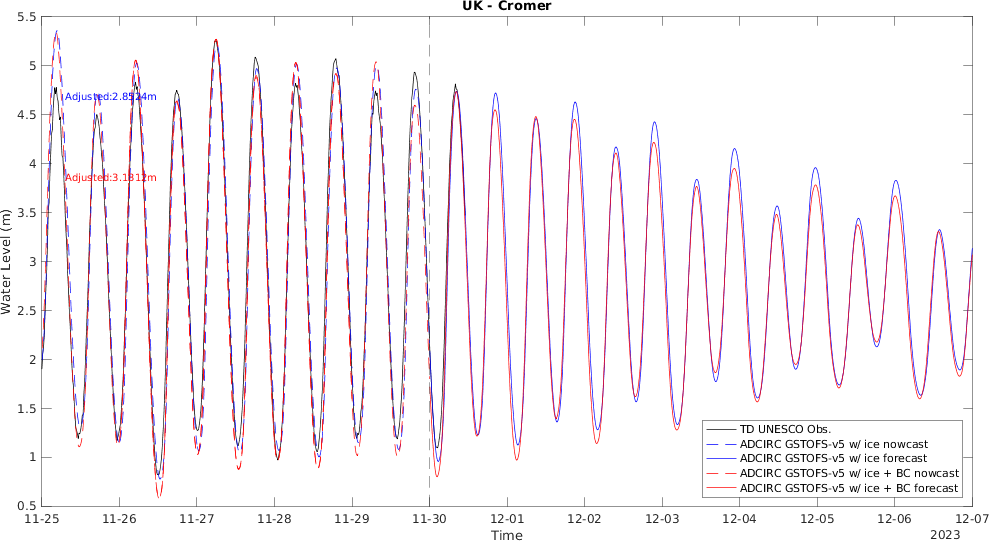 UK - Cromer
5.5
5
4.5
4
3.5
3
2.5
2
1.5
1
0.5
Water Level (m)
Adjusted:2.8524m
Adjusted:3.1812m
TD UNESCO Obs.
ADCIRC GSTOFS-v5 w/ ice nowcast
ADCIRC GSTOFS-v5 w/ ice forecast
ADCIRC GSTOFS-v5 w/ ice + BC nowcast
ADCIRC GSTOFS-v5 w/ ice + BC forecast
11-25 11-26 11-27 11-28 11-29 11-30 12-01 12-02 12-03 12-04 12-05 12-06 12-07
Time
2023